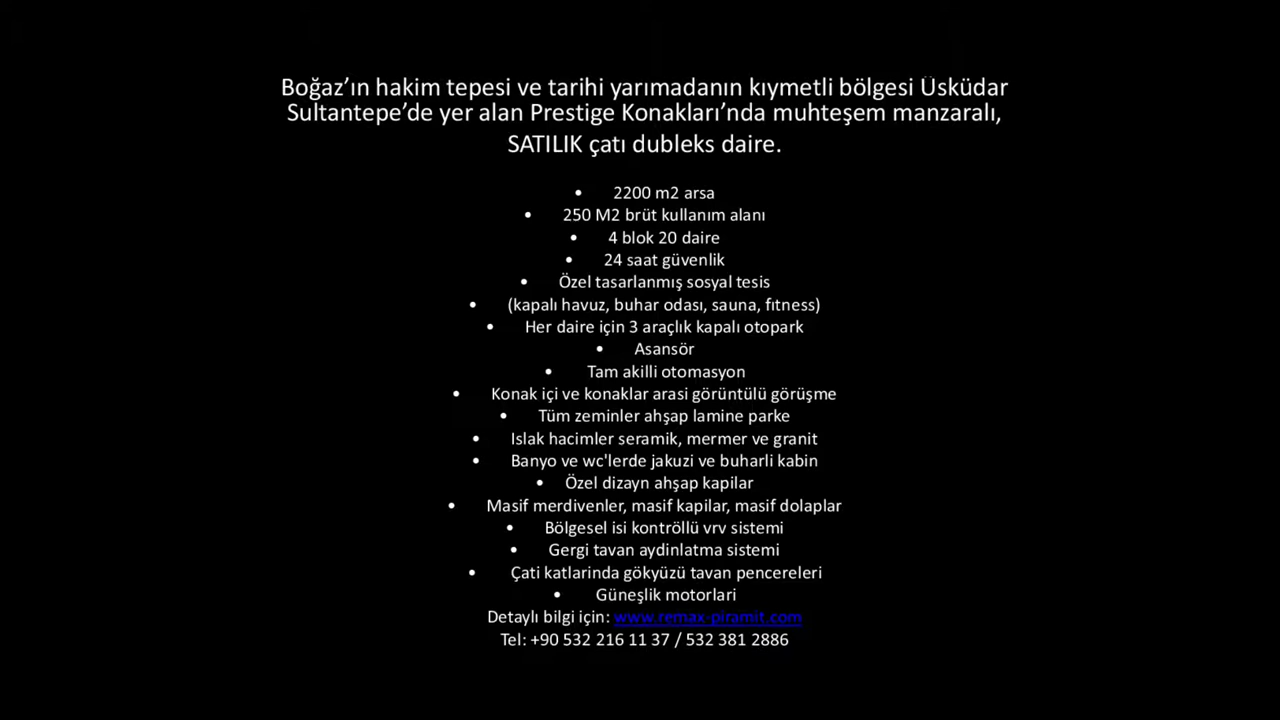 Boğaz’ın hakim tepesi ve tarihi yarımadanın kıymetli bölgesi Üsküdar
Sultantepe’de yer alan Prestige Konakları’nda muhteşem manzaralı,
SATILIK çatı dubleks daire.
• 2200 m2 arsa
• 250 M2 brüt kullanım alanı
• 4 blok 20 daire
• 24 saat güvenlik
• Özel tasarlanmış sosyal tesis
• (kapalı havuz, buhar odası, sauna, fıtness)
• Her daire için 3 araçlık kapalı otopark
• Asansör
• Tam akilli otomasyon
• Konak içi ve konaklar arasi görüntülü görüşme
• Tüm zeminler ahşap lamine parke
• Islak hacimler seramik, mermer ve granit
• Banyo ve wc'lerde jakuzi ve buharli kabin
• Özel dizayn ahşap kapilar
• Masif merdivenler, masif kapilar, masif dolaplar
• Bölgesel isi kontröllü vrv sistemi
• Gergi tavan aydinlatma sistemi
• Çati katlarinda gökyüzü tavan pencereleri
• Güneşlik motorlari
Detaylı bilgi için: www.remax-piramit.com
Tel: +90 532 216 11 37 / 532 381 2886